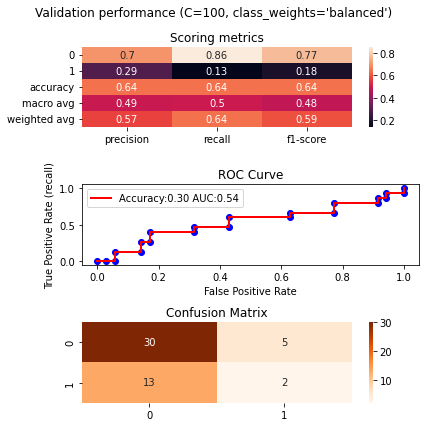 Validation performance (C=100, class_weights='balanced')
Scoring metrics
0 0.7 0.86 0.77
1 0.29 0.13 0.18
accuracy 0.64 0.64 0.64
macro avg 0.49 0.5 0.48
weighted avg 0.57 0.64 0.59
precision recall f1-score
0.8
0.6
0.4
0.2
ROC Curve
True Positive Rate (recall)
1.0
0.5
0.0
Accuracy:0.30 AUC:0.54
0.0 0.2 0.4 0.6 0.8 1.0
False Positive Rate
Confusion Matrix
0 30 5
1 13 2
0 1
30
20
10